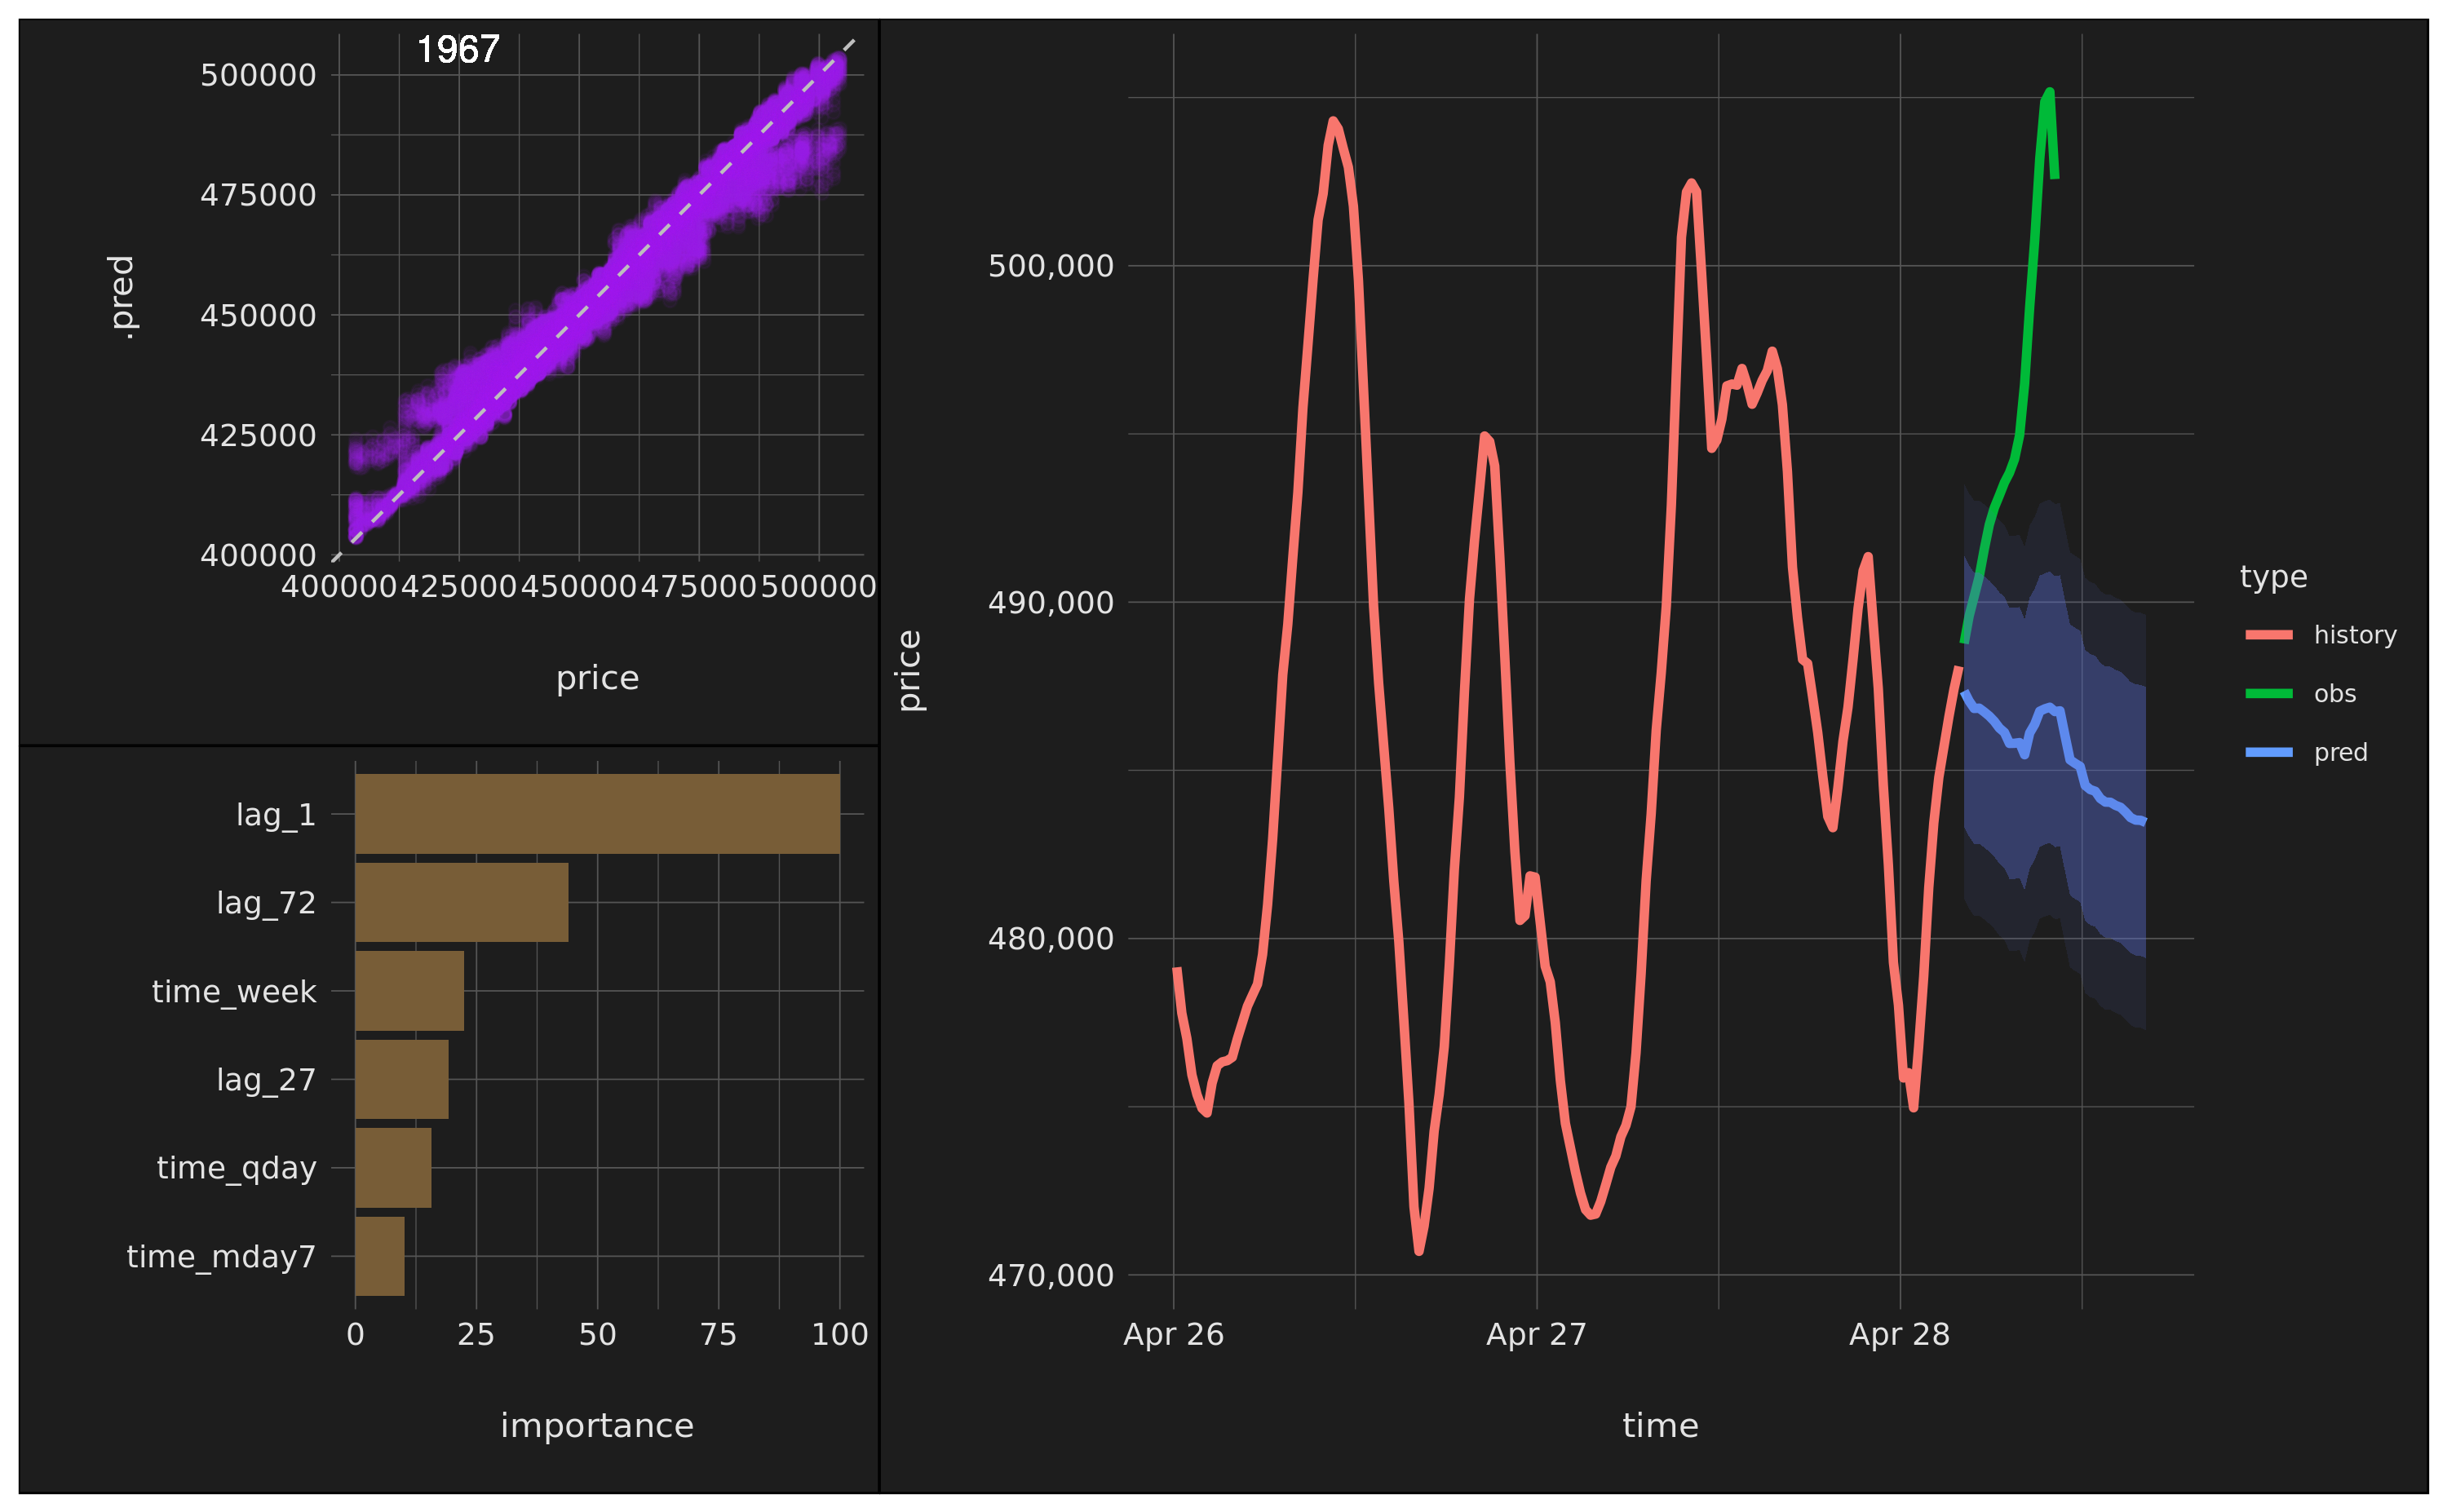 1967
500000
475000
450000
425000
400000
.pred
400000 425000 450000 475000 500000
price
lag_1
lag_72
time_week
lag_27
time_qday
time_mday7
0 25 50 75 100
importance
500,000
490,000
480,000
470,000
price
Apr 26 Apr 27 Apr 28
time
type
history
obs
pred